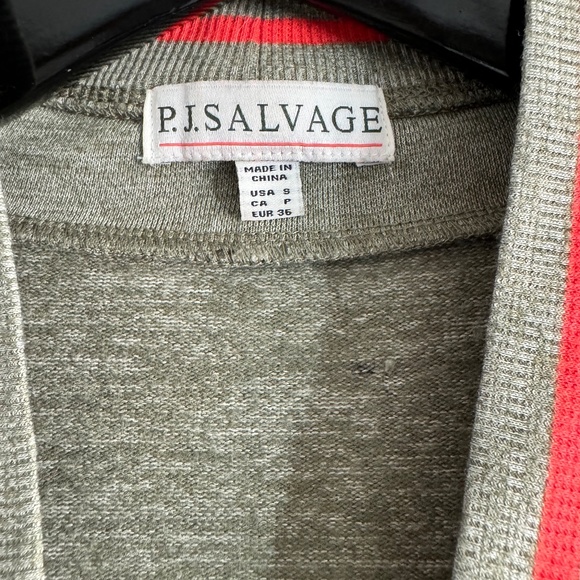 P.J.SALVAGE
MADE IN
CHINA
USA S
CA P
EUR 36